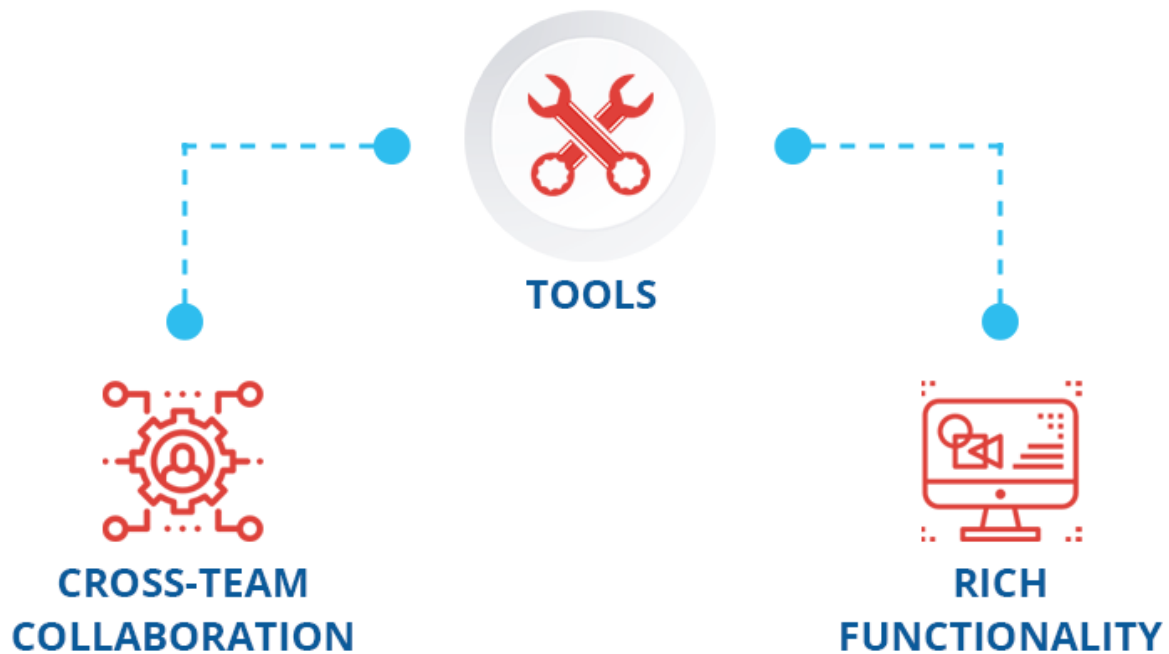 TOOLS
CROSS-TEAM
COLLABORATION
RICH
FUNCTIONALITY